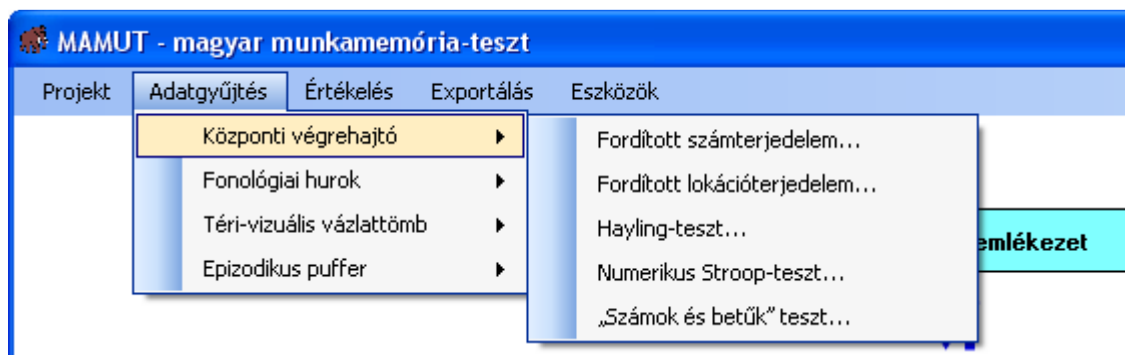 MAMUT - magyar munkamemória-teszt
Projekt Adatgyűjtés Értékelés Exportálás Eszközök
Központi végrehajtó
Fonológiai hurok
Téri-vizuális vázlattömb
Epizodikus puffer
Fordított számterjedelem...
Fordított lokációterjedelem...
Hayling-teszt...
Numerikus Stroop-teszt...
„Számok és betűk” teszt...
emlékezet